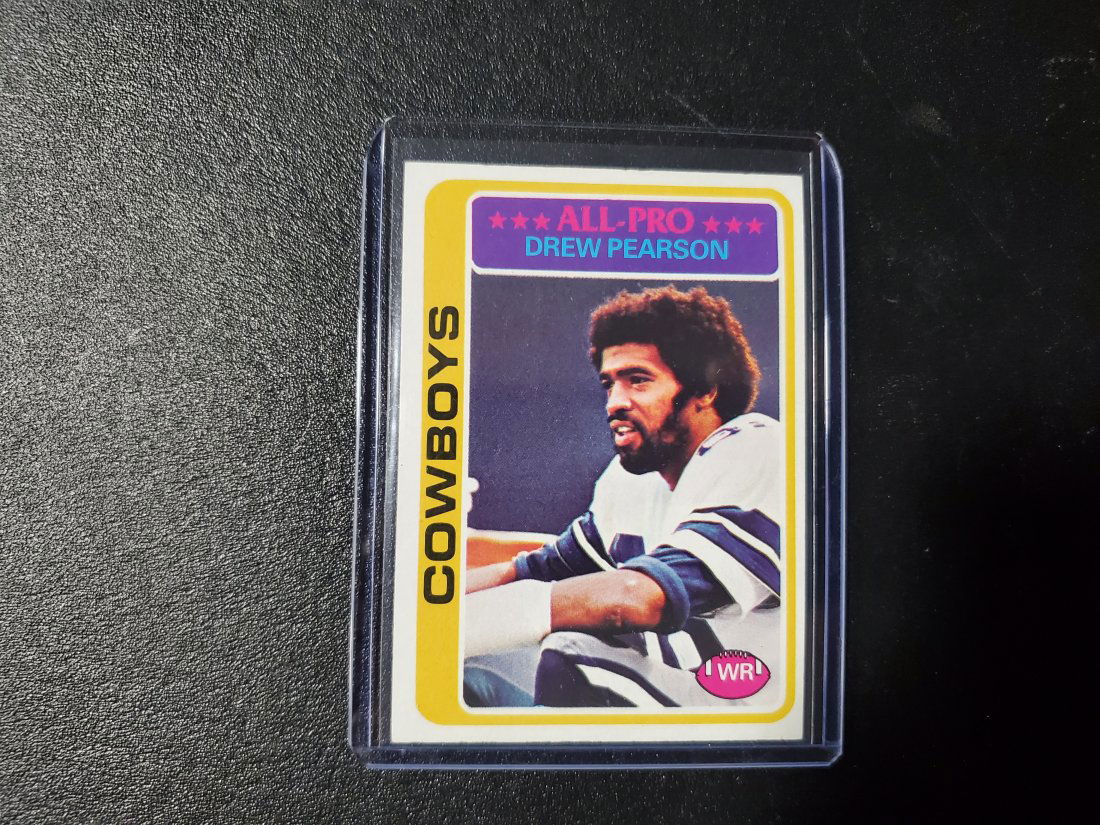 ★★★ ALL-PRO ★★★
DREW PEARSON
COWBOYS
WR